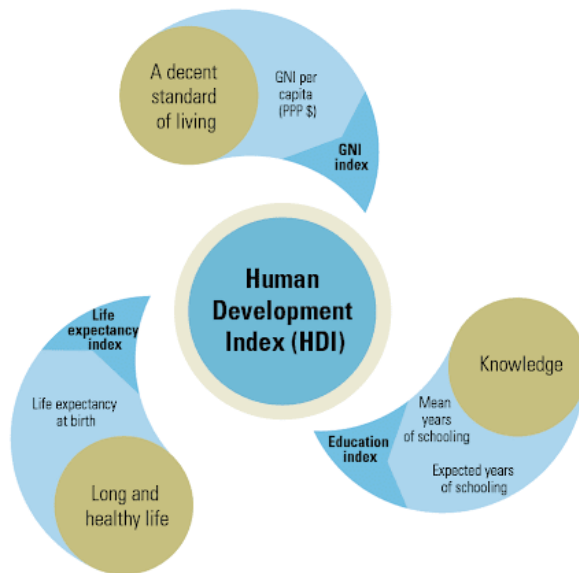 A decent
standard
of living
GNI per
capita
(PPP $)
GNI
index
Human
Development
Index (HDI)
Life
expectancy
index
Life expectancy
at birth
Long and
healthy life
Knowledge
Mean
years
of schooling
Education
index
Expected years
of schooling